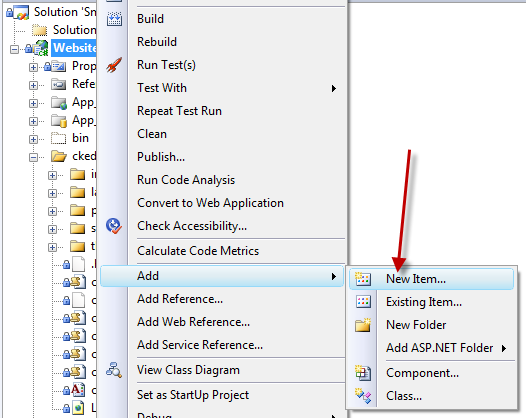 Solution 'Sn
Solution
Website
Prop
Refe
App_
App_
bin
cked
in
la
p
s
t
.l
c
c
c
c
c
c
L
Build
Rebuild
Run Test(s)
Test With
Repeat Test Run
Clean
Publish...
Run Code Analysis
Convert to Web Application
Check Accessibility...
Calculate Code Metrics
Add
Add Reference...
Add Web Reference...
Add Service Reference...
View Class Diagram
Set as StartUp Project
Debug
New Item...
Existing Item...
New Folder
Add ASP.NET Folder
Component...
Class...